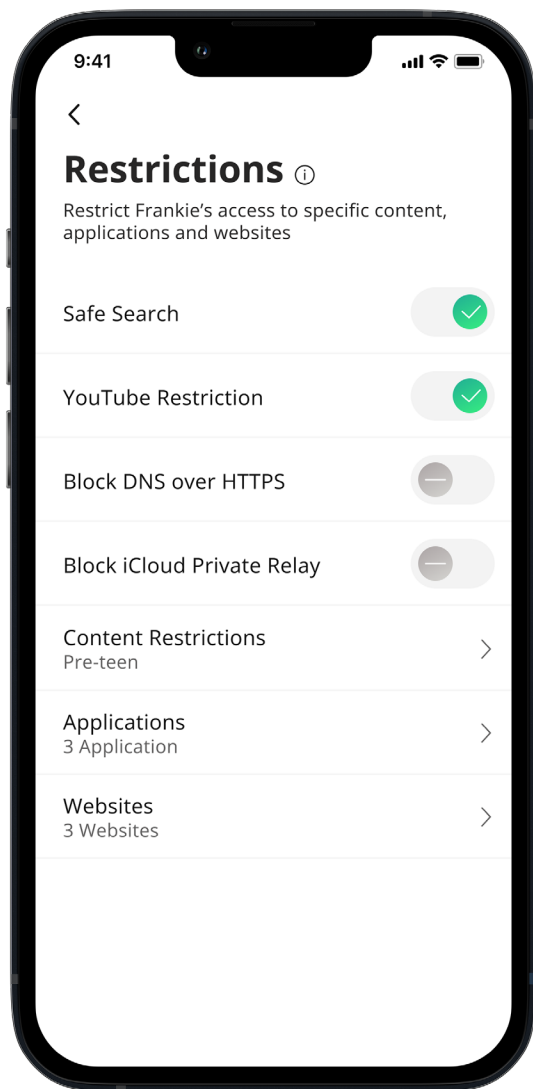 9:41
Restrictions
Restrict Frankie’s access to specific content,
applications and websites
Safe Search
YouTube Restriction
Block DNS over HTTPS
Block iCloud Private Relay
Content Restrictions
Pre-teen
Applications
3 Application
Websites
3 Websites